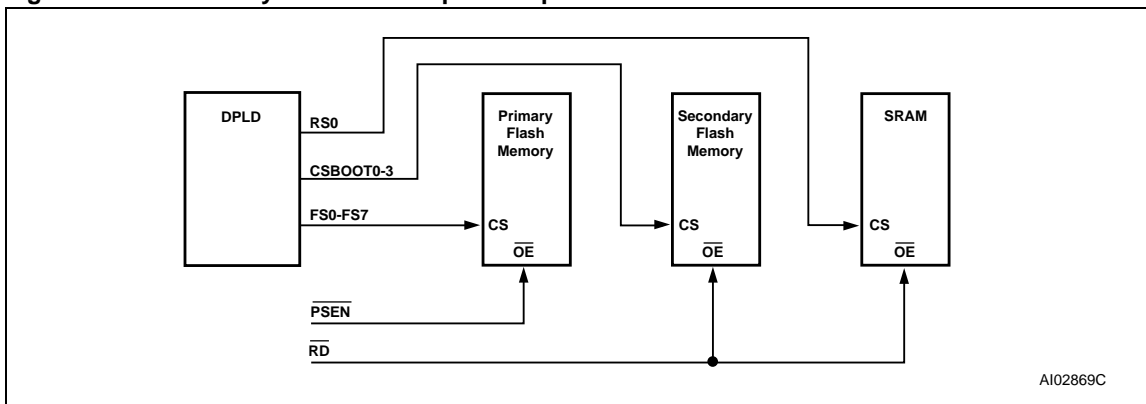 DPLD
RS0
CSBOOT0-3
FS0-FS7
Primary
Flash
Memory
CS
OE
Secondary
Flash
Memory
CS
OE
SRAM
CS
OE
PSEN
RD
AI02869C